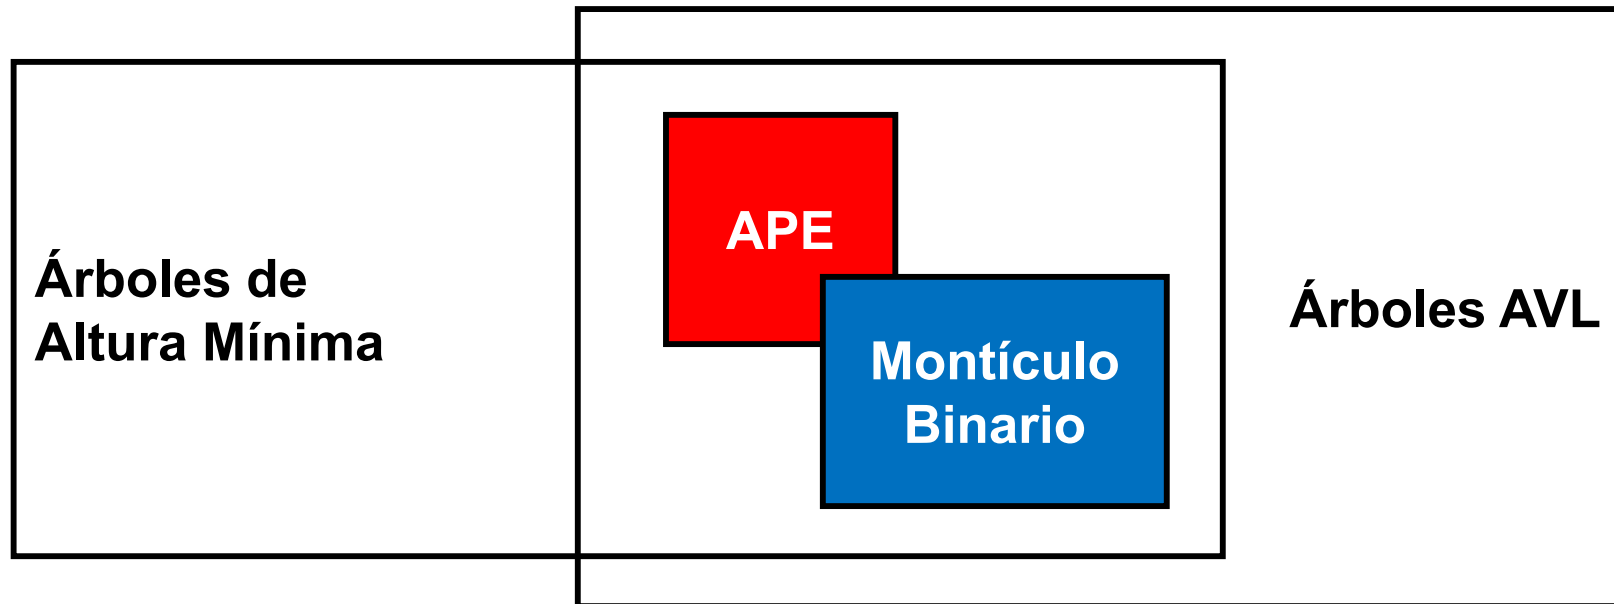 APE
Árboles de
Altura Mínima
Árboles AVL
Montículo
Binario